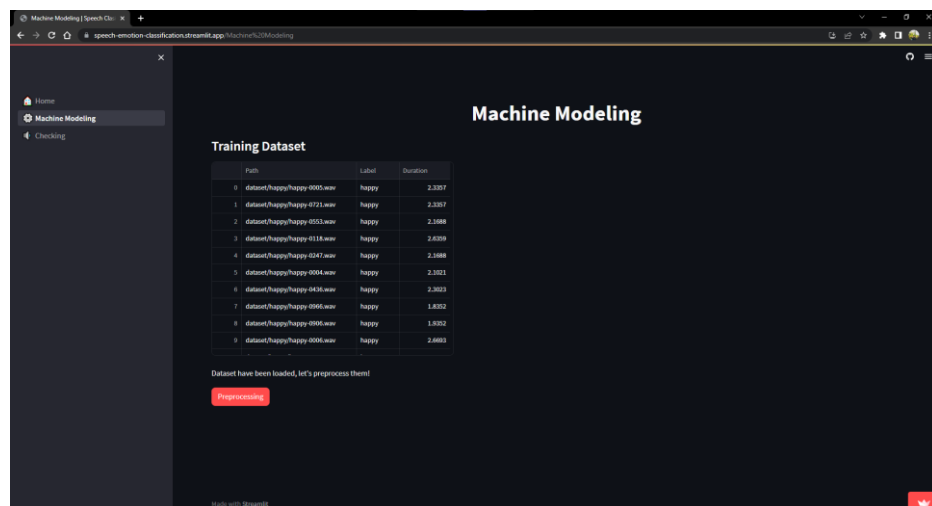 Machine Modeling | Speech Cla
speech-emotion-classification.streamlit.app/Machine%20Modeling
Home
Machine Modeling
Checking
Machine Modeling
Training Dataset
Path Label Duration
0 dataset/happy/happy-0005.wav happy 2.3357
1 dataset/happy/happy-0721.wav happy 2.3357
2 dataset/happy/happy-0553.wav happy 2.1688
3 dataset/happy/happy-0118.wav happy
4 dataset/happy/happy-0247.wav happy 2.1688
5 dataset/happy/happy-0004.wav happy 2.1021
6 dataset/happy/happy-0436.wav happy 2.3023
7 dataset/happy/happy-0966.wav happy 1.8352
8 dataset/happy/happy-0906.wav happy 1.9352
9 dataset/happy/happy-0006.wav happy 2.6693
Dataset have been loaded, let's preprocess them!
Preprocessing
Made with Streamlit